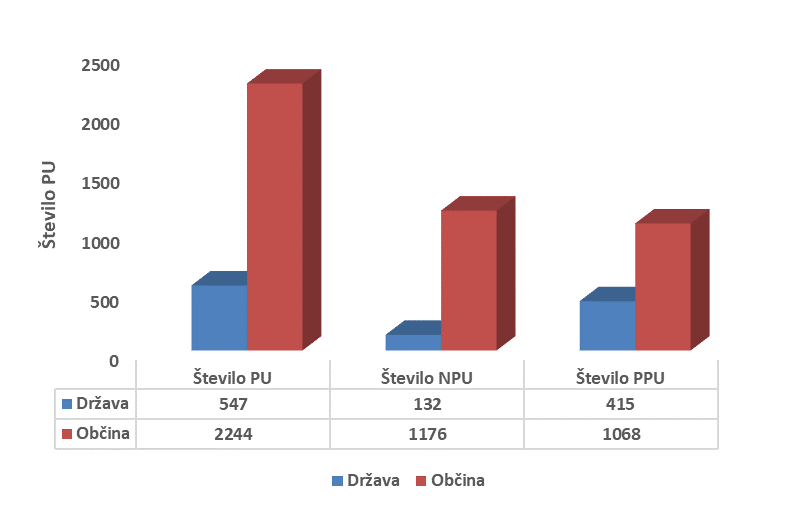 2500
2000
1500
1000
500
0
Število PU
Število PU Število NPU Število PPU
Država 547 132 415
Občina 2244 1176 1068
Država Občina